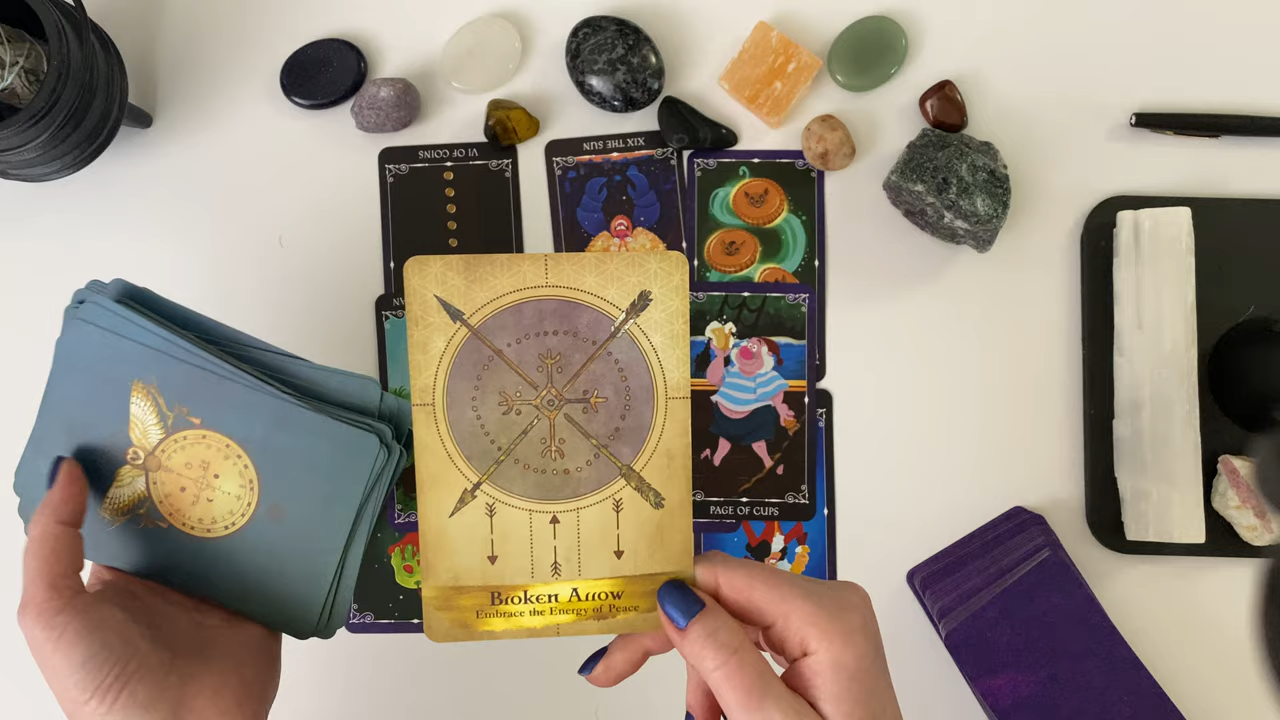 VI OF COINS
XIX THE SUN
PAGE OF CUPS
Broken Arrow
Embrace the Energy of Peace